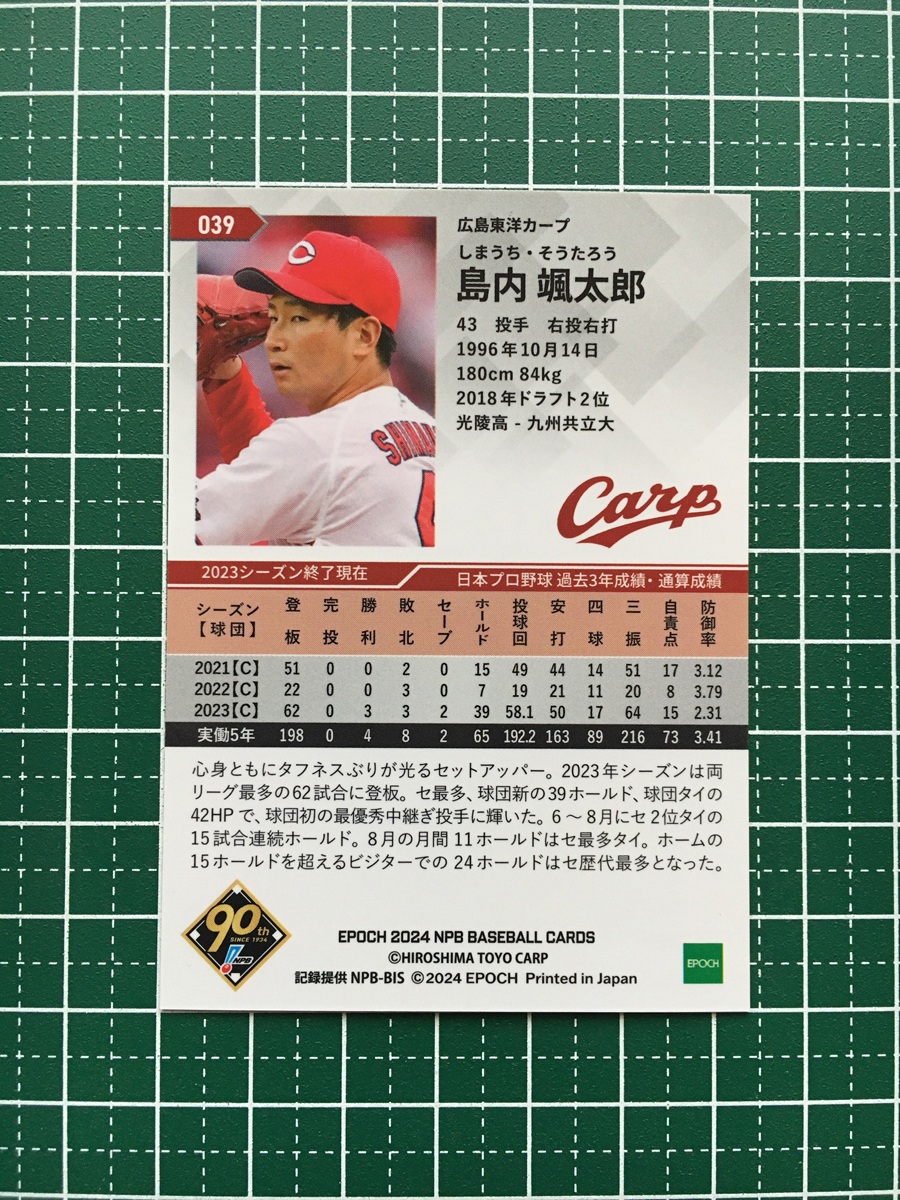 039
広島東洋カープ
しまうち・そうたろう
島内 颯太郎
43 投手 右投右打
1996年10月14日
180cm 84kg
2018年ドラフト2位
光陵高 - 九州共立大
Carp
2023シーズン終了現在 日本プロ野球 過去3年成績・通算成績
シーズン【球団】 登板 完投 勝利 敗北 セーブ ホールド 投球回 安打 四球 三振 自責点 防御率
2021【C】 51 0 0 2 0 15 49 44 14 51 17 3.12
2022【C】 22 0 0 3 0 7 19 21 11 20 8 3.79
2023【C】 62 0 3 3 2 39 58.1 50 17 64 15 2.31
実働5年 198 0 4 8 2 65 192.2 163 89 216 73 3.41
心身ともにタフネスぶりが光るセットアッパー。2023年シーズンは両
リーグ最多の62試合に登板。セ最多、球団新の39ホールド、球団タイの
42HPで、球団初の最優秀中継ぎ投手に輝いた。6～8月にセ2位タイの
15試合連続ホールド。8月の月間11ホールドはセ最多タイ。ホームの
15ホールドを超えるビジターでの24ホールドはセ歴代最多となった。
90th
SINCE 1934
NPB
EPOCH 2024 NPB BASEBALL CARDS
©HIROSHIMA TOYO CARP
記録提供 NPB-BIS ©2024 EPOCH Printed in Japan
EPOCH